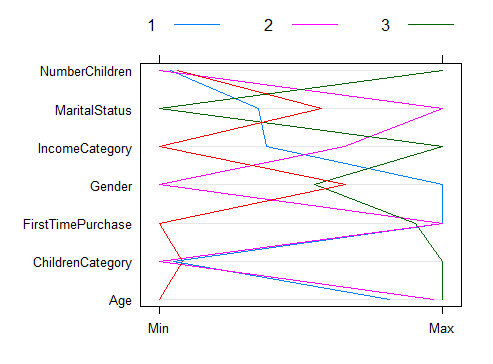 1 2 3
NumberChildren
MaritalStatus
IncomeCategory
Gender
FirstTimePurchase
ChildrenCategory
Age
Min Max